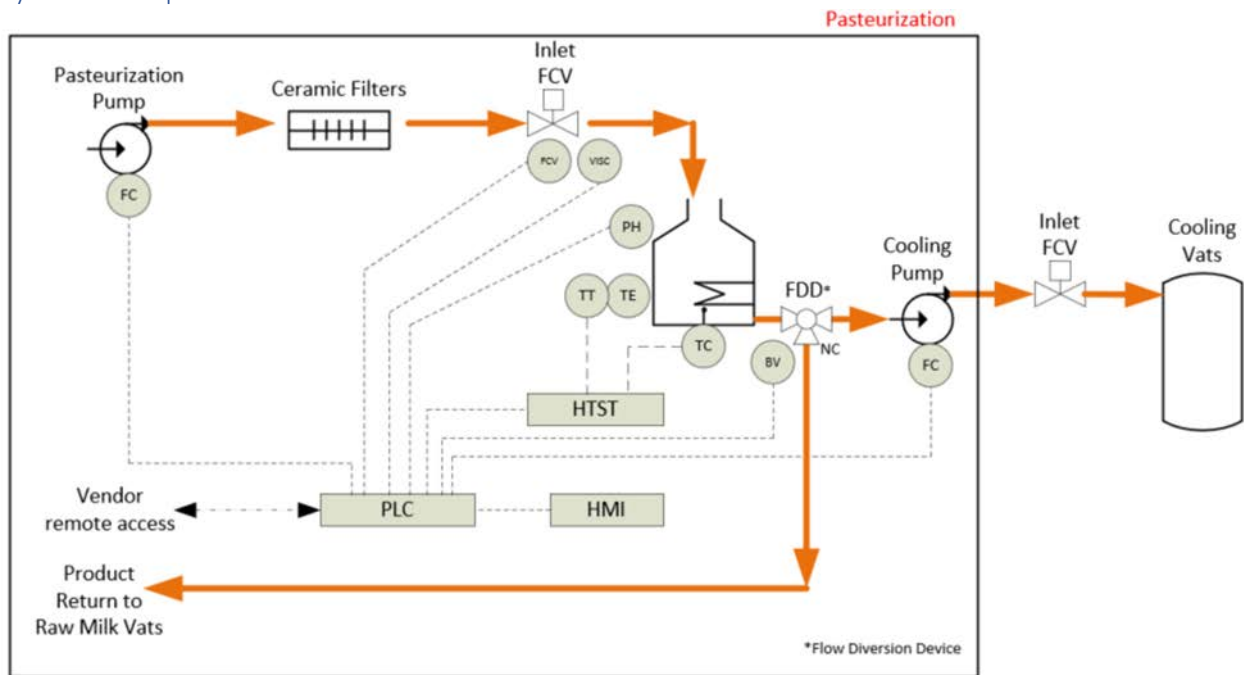 Pasteurization
Pasteurization
Pump
Ceramic Filters
Inlet
FCV
FC
FCV
VISC
PH
TT
TE
TC
FDD*
NC
BV
Cooling
Pump
FC
Inlet
FCV
Cooling
Vats
HTST
Vendor
remote access
PLC
HMI
Product
Return to
Raw Milk Vats
*Flow Diversion Device